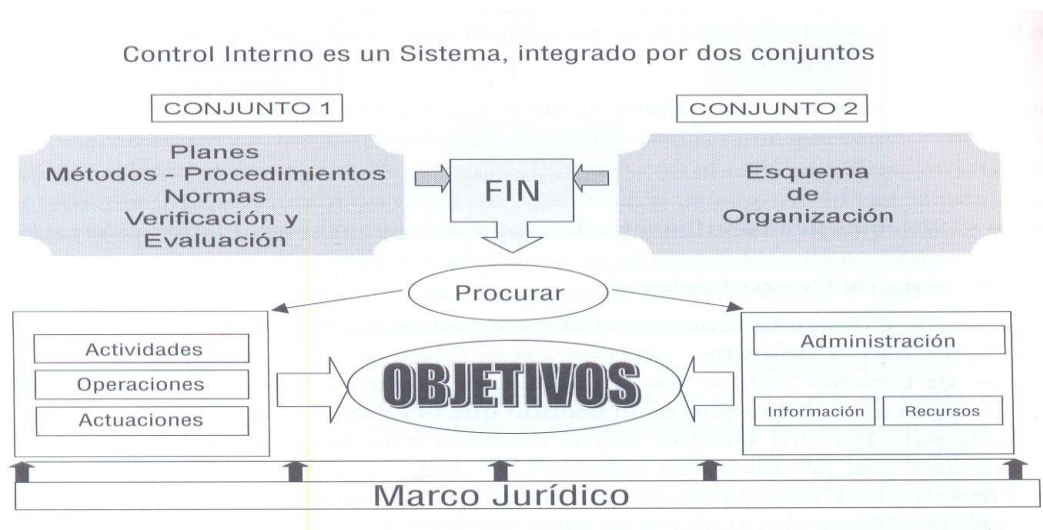 Control Interno es un Sistema, integrado por dos conjuntos
CONJUNTO 1
CONJUNTO 2
Planes
Métodos - Procedimientos
Normas
Verificación y
Evaluación
FIN
Esquema
de
Organización
Procurar
Actividades
Operaciones
Actuaciones
OBJETIVOS
Administración
Información
Recursos
Marco Jurídico